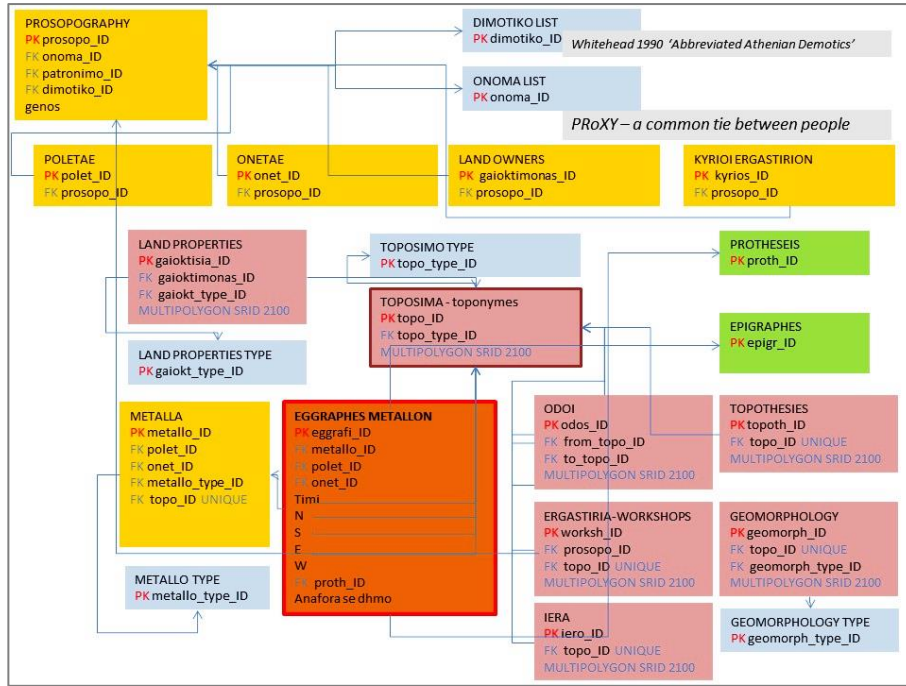 PROSOPOGRAPHY
PK prosopo_ID
FK onoma_ID
FK patronimo_ID
FK dimotiko_ID
genos
DIMOTIKO LIST
PK dimotiko_ID
Whitehead 1990 ‘Abbreviated Athenian Demotics’
ONOMA LIST
PK onoma_ID
PRoXY – a common tie between people
POLETAE
PK polet_ID
FK prosopo_ID
ONETAE
PK onet_ID
FK prosopo_ID
LAND OWNERS
PK gaioktimonas_ID
FK prosopo_ID
KYRIOI ERGASTIRION
PK kyrios_ID
FK prosopo_ID
LAND PROPERTIES
PK gaioktisia_ID
FK gaioktimonas_ID
FK gaiokt_type_ID
MULTIPOLYGON SRID 2100
TOPOSIMO TYPE
PK topo_type_ID
PROTHESEIS
PK proth_ID
TOPOSIMA - toponymes
PK topo_ID
FK topo_type_ID
MULTIPOLYGON SRID 2100
EPIGRAPHES
PK epigr_ID
LAND PROPERTIES TYPE
PK gaiokt_type_ID
METALLA
PK metallo_ID
FK polet_ID
FK onet_ID
FK metallo_type_ID
FK topo_ID UNIQUE
EGGRAPHES METALLON
PK eggrafi_ID
FK metallo_ID
FK polet_ID
FK onet_ID
Timi
N
S
E
W
FK proth_ID
Anafora se dhmo
ODOI
PK odos_ID
FK from_topo_ID
FK to_topo_ID
MULTIPOLYGON SRID 2100
TOPOTHESIES
PK topoth_ID
FK topo_ID UNIQUE
MULTIPOLYGON SRID 2100
ERGASTIRIA-WORKSHOPS
PK worksh_ID
FK prosopo_ID
FK topo_ID UNIQUE
MULTIPOLYGON SRID 2100
GEOMORPHOLOGY
PK geomorph_ID
FK topo_ID UNIQUE
FK geomorph_type_ID
MULTIPOLYGON SRID 2100
METALLO TYPE
PK metallo_type_ID
IERA
PK iero_ID
FK topo_ID UNIQUE
MULTIPOLYGON SRID 2100
GEOMORPHOLOGY TYPE
PK geomorph_type_ID